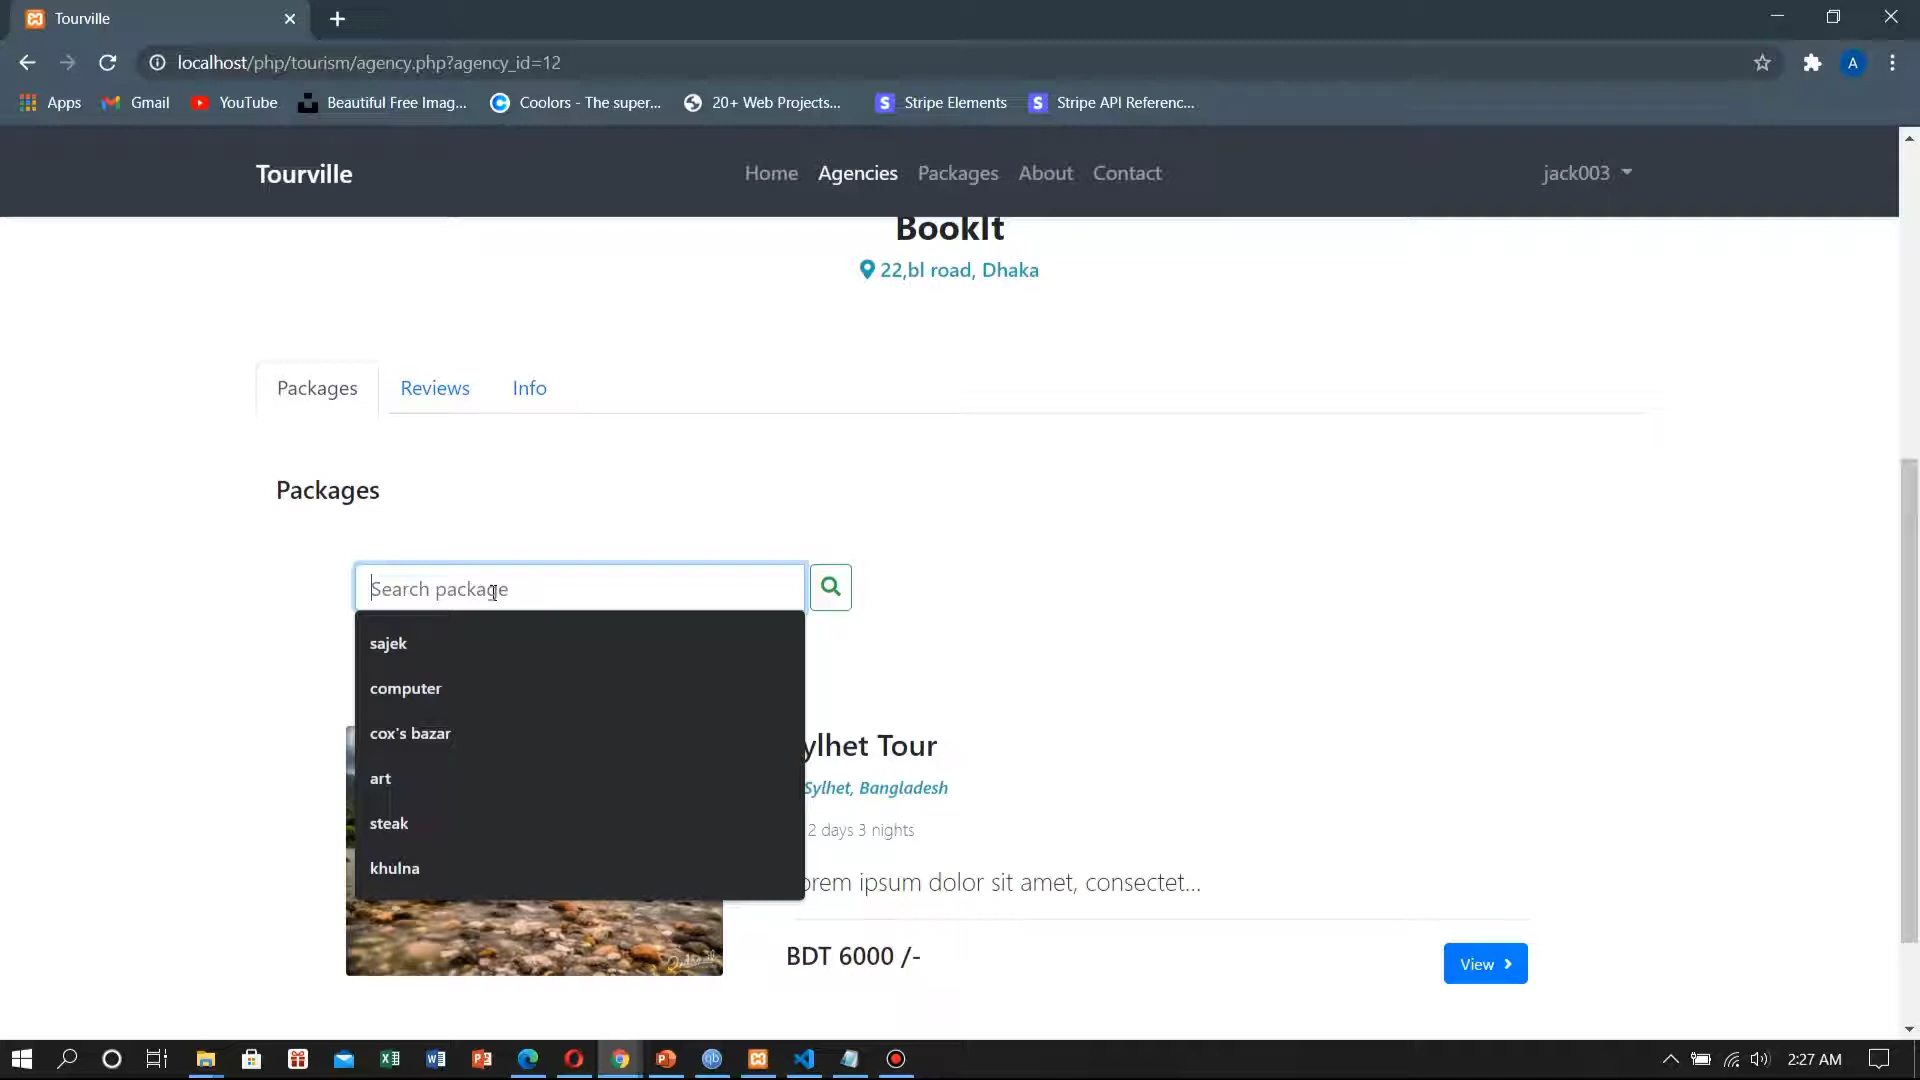 Tourville
localhost/php/tourism/agency.php?agency_id=12
A
Apps Gmail YouTube Beautiful Free Imag... Coolors - The super... 20+ Web Projects... S Stripe Elements S Stripe API Referenc...
Tourville Home Agencies Packages About Contact jack003
BookIt
22,bl road, Dhaka
Packages Reviews Info
Packages
Search package
sajek
computer
cox's bazar
art
steak
khulna
ylhet Tour
Sylhet, Bangladesh
2 days 3 nights
orem ipsum dolor sit amet, consectet...
BDT 6000 /-
View
2:27 AM